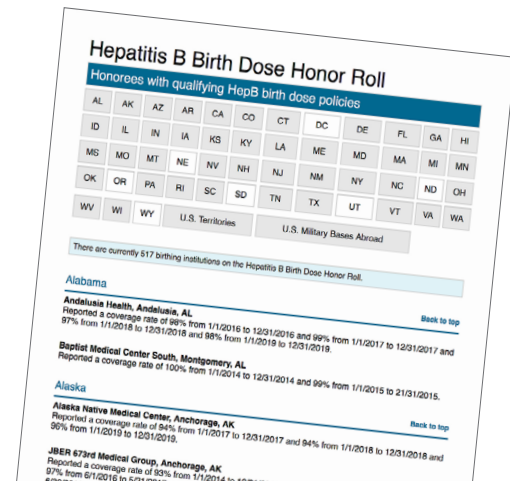 Hepatitis B Birth Dose Honor Roll
Honorees with qualifying HepB birth dose policies
AL AK AZ AR CA CO CT DC DE FL GA HI
ID IL IN IA KS KY LA ME MD MA MI MN
MS MO MT NE NV NH NJ NM NY NC ND OH
OK OR PA RI SC SD TN TX UT VT VA WA
WV WI WY U.S. Territories U.S. Military Bases Abroad
There are currently 517 birthing institutions on the Hepatitis B Birth Dose Honor Roll.
Alabama
Back to top
Andalusia Health, Andalusia, AL
Reported a coverage rate of 98% from 1/1/2016 to 12/31/2016 and 99% from 1/1/2017 to 12/31/2017 and
97% from 1/1/2018 to 12/31/2018 and 98% from 1/1/2019 to 12/31/2019.
Baptist Medical Center South, Montgomery, AL
Reported a coverage rate of 100% from 1/1/2014 to 12/31/2014 and 99% from 1/1/2015 to 21/31/2015.
Alaska
Back to top
Alaska Native Medical Center, Anchorage, AK
Reported a coverage rate of 94% from 1/1/2017 to 12/31/2017 and 94% from 1/1/2018 to 12/31/2018 and
96% from 1/1/2019 to 12/31/2019.
JBER 673rd Medical Group, Anchorage, AK
Reported a coverage rate of 93% from 1/1/2014 to
97% from 6/1/2016 to